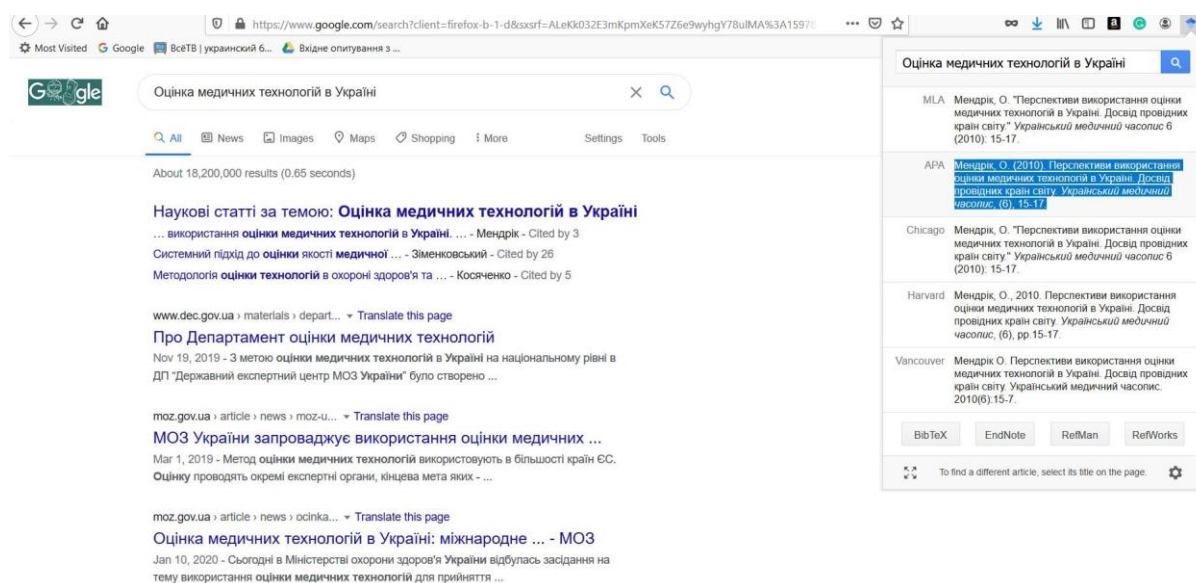 https://www.google.com/search?client=firefox-b-1-d&sxsrf=ALeKk032E3mKpmXeK57Z6e9wyhgY78ulMA%3A15978
Most Visited Google ВсёТВ | украинский б... Вхідне опитування з ...
Google
Оцінка медичних технологій в Україні
All News Images Maps Shopping More Settings Tools
About 18,200,000 results (0.65 seconds)
Наукові статті за темою: Оцінка медичних технологій в Україні
... використання оцінки медичних технологій в Україні. ... - Мендрік - Cited by 3
Системний підхід до оцінки якості медичної ... - Зіменковський - Cited by 26
Методологія оцінки технологій в охороні здоров'я та ... - Косяченко - Cited by 5
www.dec.gov.ua › materials › depart... Translate this page
Про Департамент оцінки медичних технологій
Nov 19, 2019 - З метою оцінки медичних технологій в Україні на національному рівні в
ДП "Державний експертний центр МОЗ України" було створено ...
moz.gov.ua › article › news › moz-u... Translate this page
МОЗ України запроваджує використання оцінки медичних ...
Mar 1, 2019 - Метод оцінки медичних технологій використовують в більшості країн ЄС.
Оцінку проводять окремі експертні органи, кінцева мета яких - ...
moz.gov.ua › article › news › ocinka... Translate this page
Оцінка медичних технологій в Україні: міжнародне ... - МОЗ
Jan 10, 2020 - Сьогодні в Міністерстві охорони здоров'я України відбулась засідання на
тему використання оцінки медичних технологій для прийняття ...
Оцінка медичних технологій в Україні
MLA Мендрік, О. "Перспективи використання оцінки
медичних технологій в Україні. Досвід провідних
країн світу." Український медичний часопис 6
(2010): 15-17.
APA Мендрік, О. (2010). Перспективи використання
оцінки медичних технологій в Україні. Досвід
провідних країн світу. Український медичний
часопис, (6), 15-17.
Chicago Мендрік, О. "Перспективи використання оцінки
медичних технологій в Україні. Досвід провідних
країн світу." Український медичний часопис 6
(2010): 15-17.
Harvard Мендрік, О., 2010. Перспективи використання
оцінки медичних технологій в Україні. Досвід
провідних країн світу. Український медичний
часопис, (6), pp.15-17.
Vancouver Мендрік О. Перспективи використання оцінки
медичних технологій в Україні. Досвід провідних
країн світу. Український медичний часопис.
2010(6):15-7.
BibTeX EndNote RefMan RefWorks
To find a different article, select its title on the page.